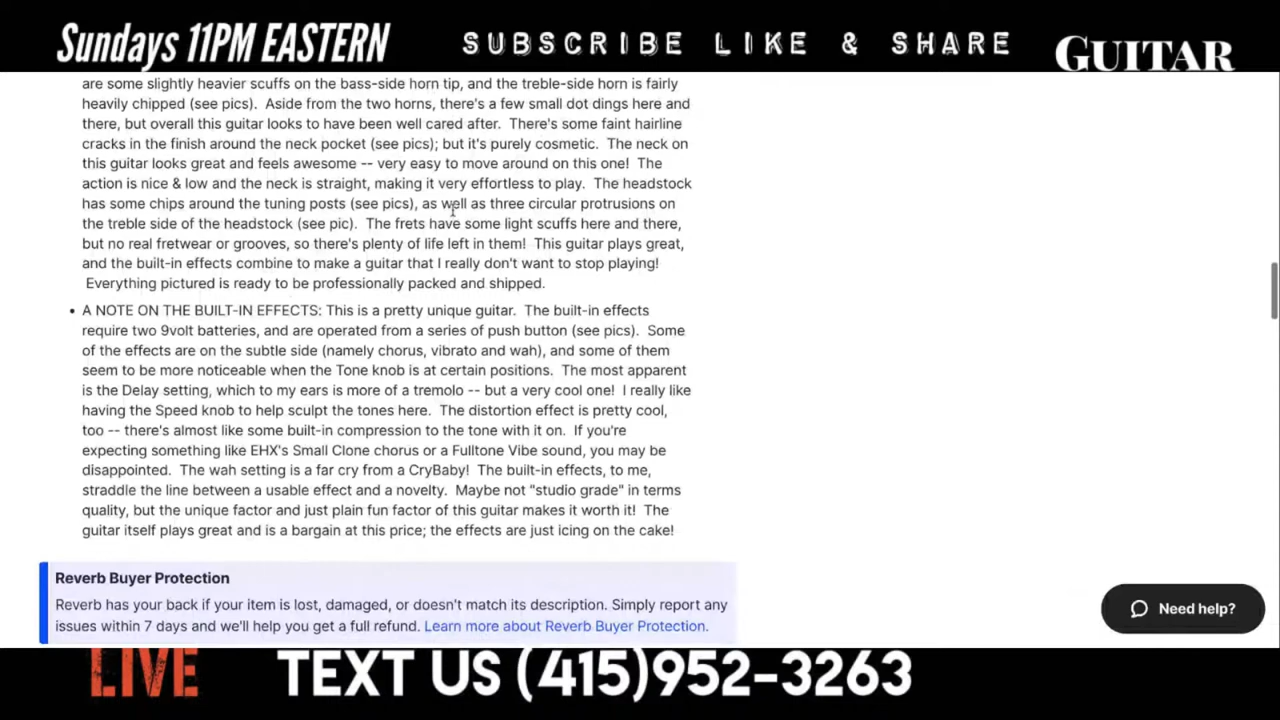 Sundays 11PM EASTERN
SUBSCRIBE LIKE & SHARE
GUITAR
are some slightly heavier scuffs on the bass-side horn tip, and the treble-side horn is fairly
heavily chipped (see pics).  Aside from the two horns, there's a few small dot dings here and
there, but overall this guitar looks to have been well cared after.  There's some faint hairline
cracks in the finish around the neck pocket (see pics); but it's purely cosmetic.  The neck on
this guitar looks great and feels awesome -- very easy to move around on this one!  The
action is nice & low and the neck is straight, making it very effortless to play.  The headstock
has some chips around the tuning posts (see pics), as well as three circular protrusions on
the treble side of the headstock (see pic).  The frets have some light scuffs here and there,
but no real fretwear or grooves, so there's plenty of life left in them!  This guitar plays great,
and the built-in effects combine to make a guitar that I really don't want to stop playing!
Everything pictured is ready to be professionally packed and shipped.
• A NOTE ON THE BUILT-IN EFFECTS: This is a pretty unique guitar.  The built-in effects
require two 9volt batteries, and are operated from a series of push button (see pics).  Some
of the effects are on the subtle side (namely chorus, vibrato and wah), and some of them
seem to be more noticeable when the Tone knob is at certain positions.  The most apparent
is the Delay setting, which to my ears is more of a tremolo -- but a very cool one!  I really like
having the Speed knob to help sculpt the tones here.  The distortion effect is pretty cool,
too -- there's almost like some built-in compression to the tone with it on.  If you're
expecting something like EHX's Small Clone chorus or a Fulltone Vibe sound, you may be
disappointed.  The wah setting is a far cry from a CryBaby!  The built-in effects, to me,
straddle the line between a usable effect and a novelty.  Maybe not "studio grade" in terms
quality, but the unique factor and just plain fun factor of this guitar makes it worth it!  The
guitar itself plays great and is a bargain at this price; the effects are just icing on the cake!
Reverb Buyer Protection
Reverb has your back if your item is lost, damaged, or doesn't match its description. Simply report any
issues within 7 days and we'll help you get a full refund. Learn more about Reverb Buyer Protection.
Need help?
LIVE
TEXT US (415)952-3263